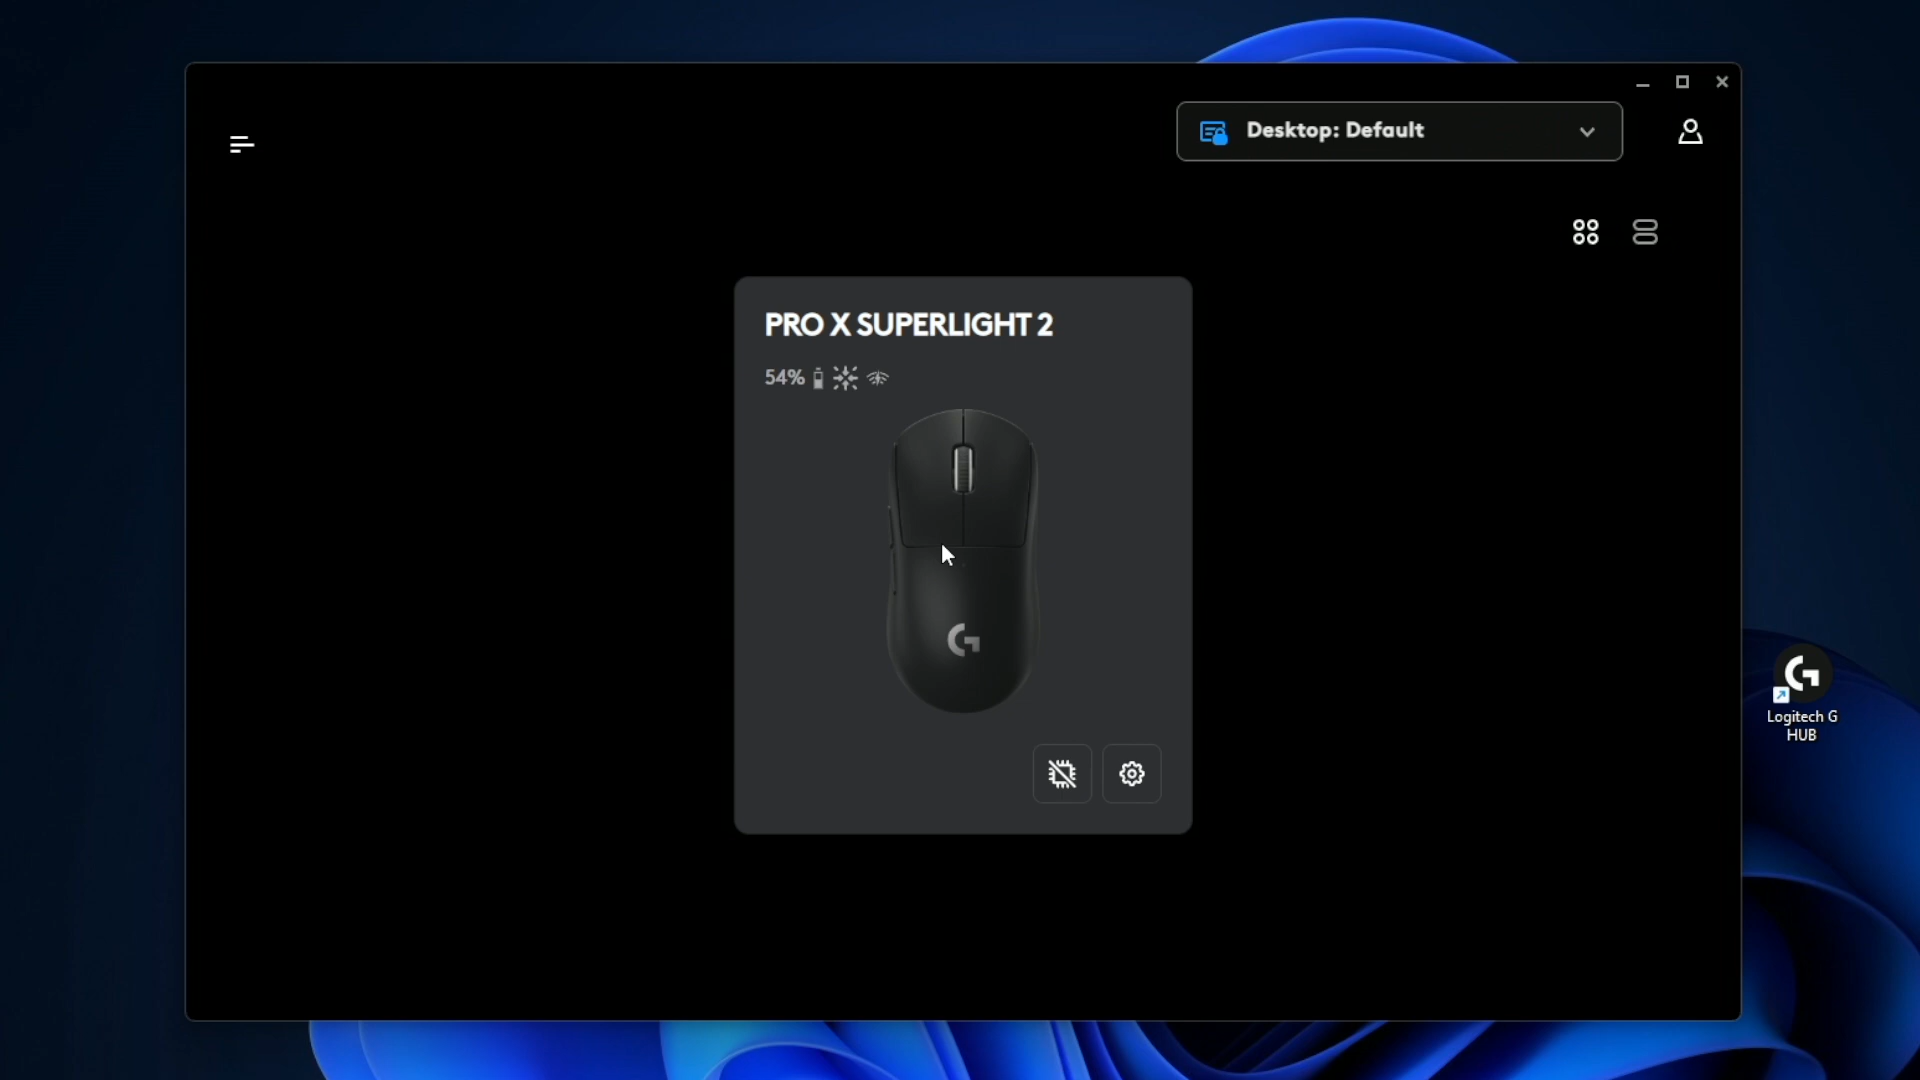 Desktop: Default
PRO X SUPERLIGHT 2
54%
Logitech G
HUB